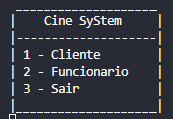 Cine SyStem
1 - Cliente
2 - Funcionario
3 - Sair